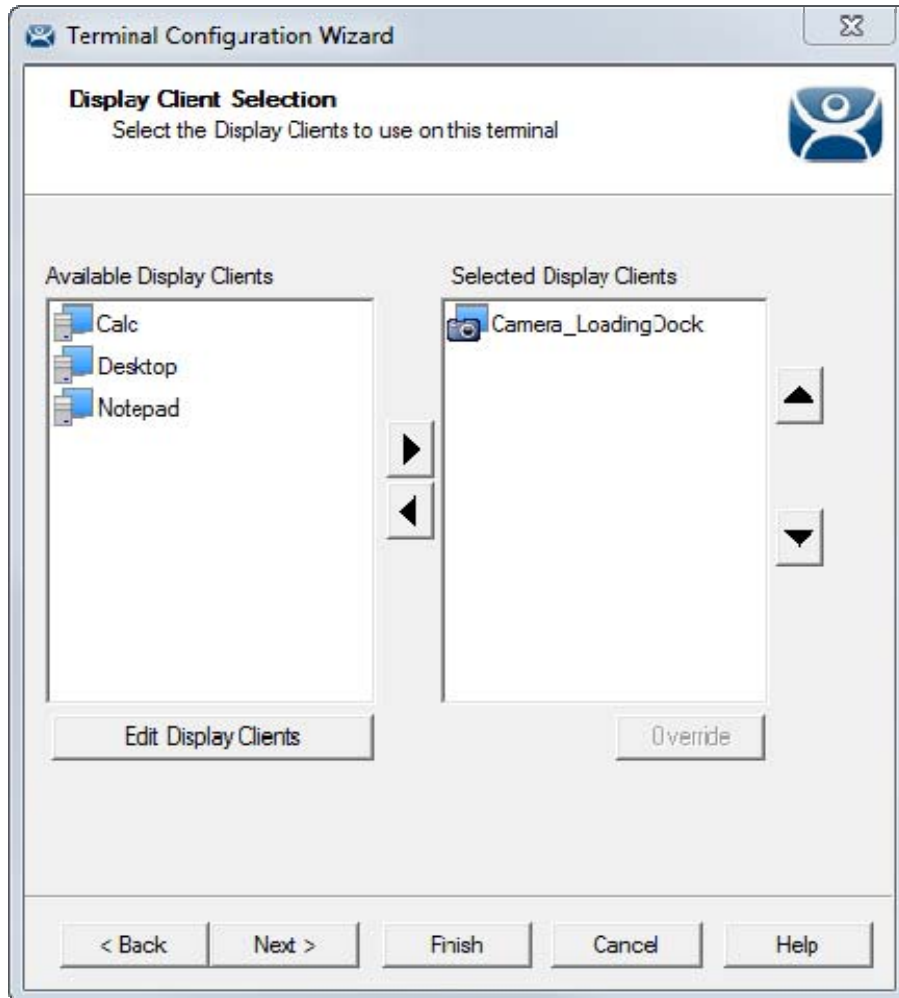 Terminal Configuration Wizard
Display Client Selection
Select the Display Clients to use on this terminal
Available Display Clients
Selected Display Clients
Calc
Desktop
Notepad
Camera_LoadingDock
Edit Display Clients
Override
< Back
Next >
Finish
Cancel
Help